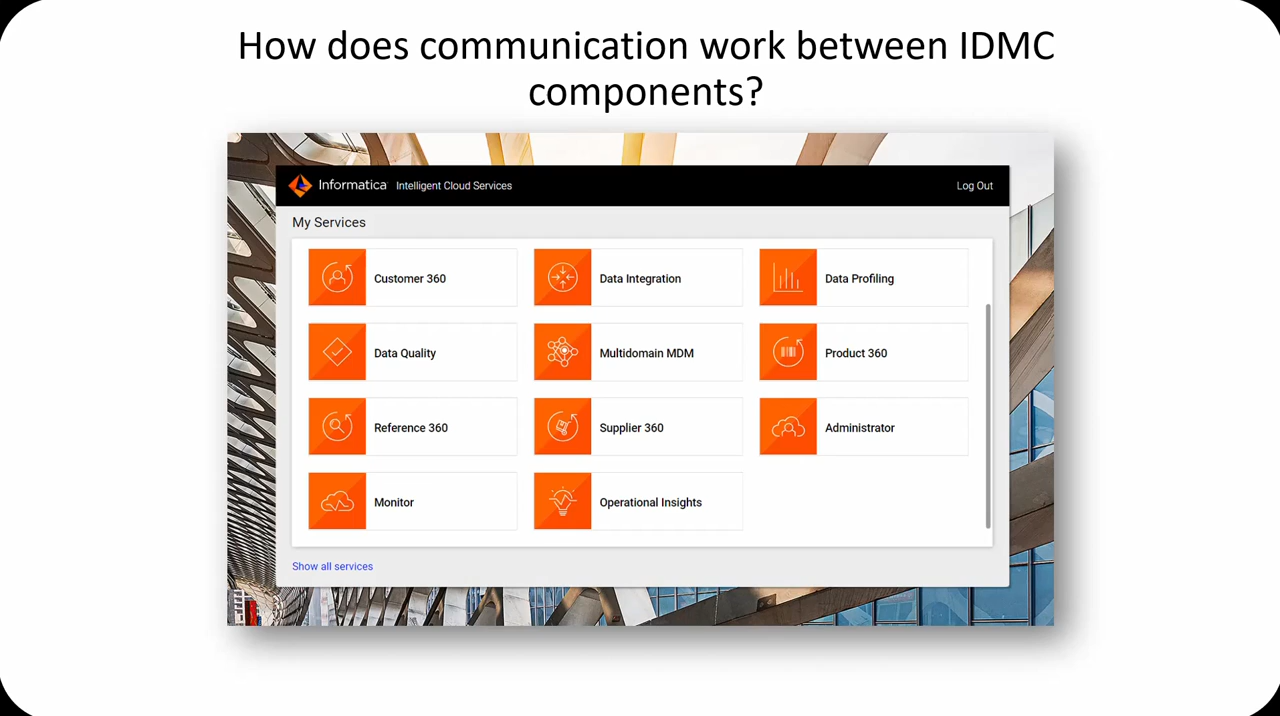 How does communication work between IDMC
components?
Informatica Intelligent Cloud Services Log Out
My Services
Customer 360 Data Integration Data Profiling
Data Quality Multidomain MDM Product 360
Reference 360 Supplier 360 Administrator
Monitor Operational Insights
Show all services